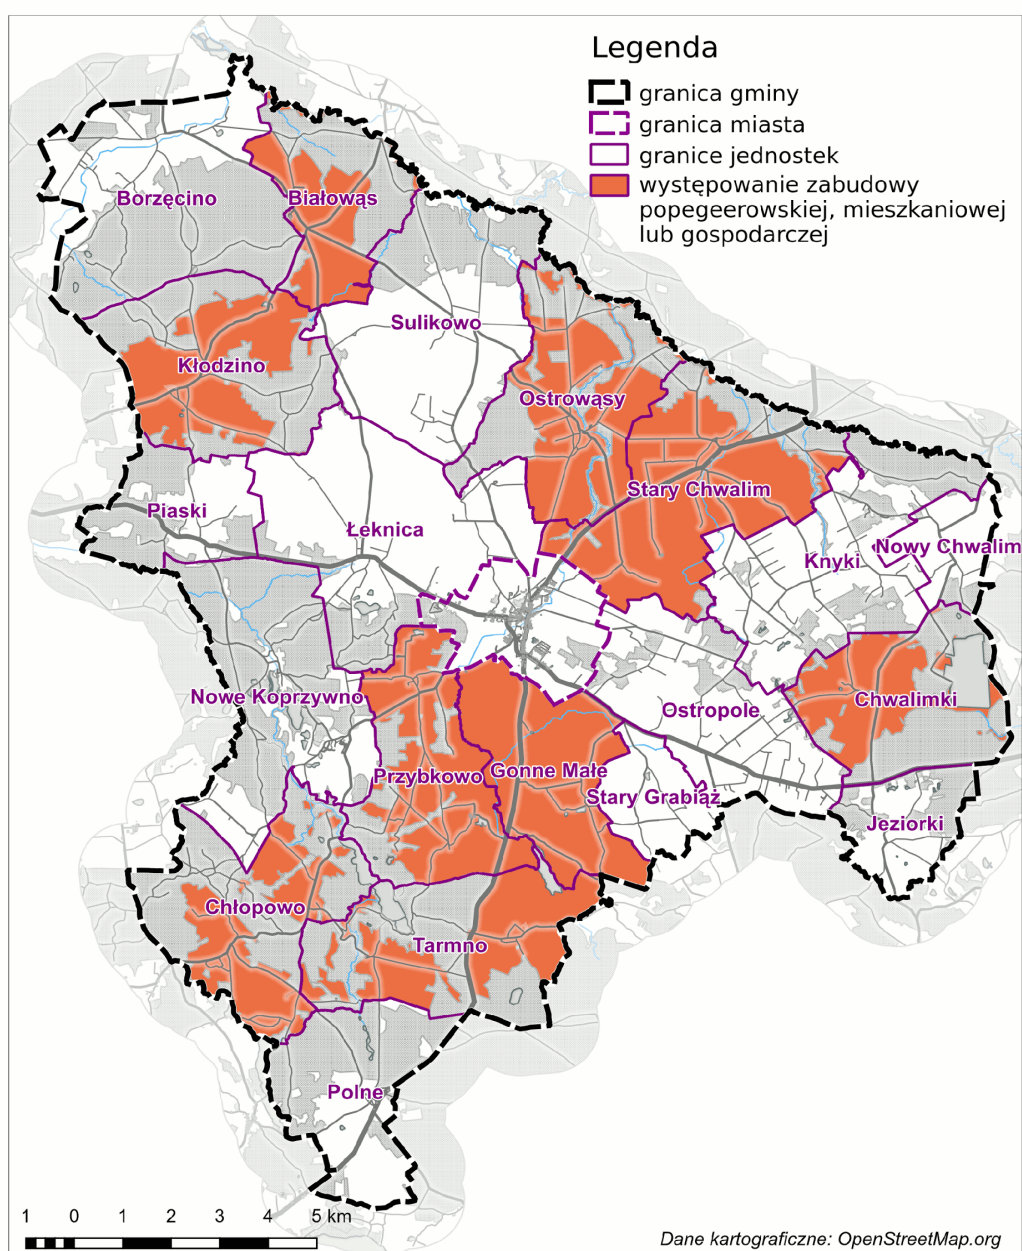 Legenda
granica gminy
granica miasta
granice jednostek
występowanie zabudowy
popegeerowskiej, mieszkaniowej
lub gospodarczej
Borzęcino
Białowąs
Sulikowo
Kłodzino
Ostrowąsy
Stary Chwalim
Piaski
Łeknica
Knyki
Nowy Chwalim
Nowe Koprzywno
Chwalimki
Ostropole
Przybkowo
Gonne Małe
Stary Grabiąż
Jeziorki
Chłopowo
Tarmno
Polne
1 0 1 2 3 4 5 km
Dane kartograficzne: OpenStreetMap.org